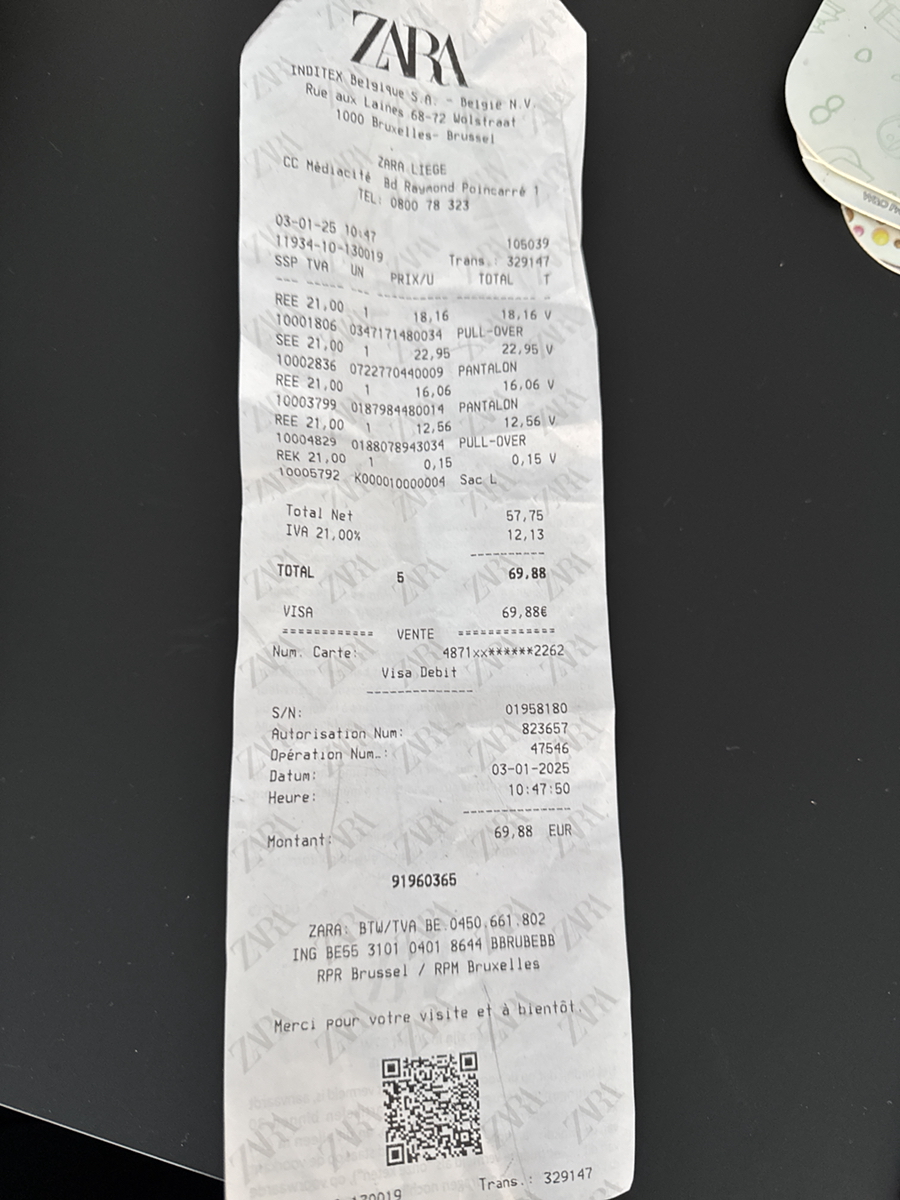 ZARA
INDITEX Belgique S.A. - België N.V.
Rue aux Laines 68-72 Wolstraat
1000 Bruxelles- Brussel
ZARA LIEGE
CC Médiacité Bd Raymond Poincarré 1
TEL: 0800 78 323
03-01-25 10:47 105039
11934-10-130019 Trans.: 329147
SSP TVA UN PRIX/U TOTAL T
REE 21,00 1 18,16 18,16 V
10001806 0347171480034 PULL-OVER
SEE 21,00 1 22,95 22,95 V
10002836 0722770440009 PANTALON
REE 21,00 1 16,06 16,06 V
10003799 0187984480014 PANTALON
REE 21,00 1 12,56 12,56 V
10004829 0188078943034 PULL-OVER
REK 21,00 1 0,15 0,15 V
10005792 K000010000004 Sac L
Total Net 57,75
IVA 21,00% 12,13
----------
TOTAL 5 69,88
VISA 69,88€
=========== VENTE ============
Num. Carte: 4871xx******2262
Visa Debit
--------------
S/N: 01958180
Autorisation Num: 823657
Opération Num.: 47546
Datum: 03-01-2025
Heure: 10:47:50
--------------
Montant: 69,88 EUR
91960365
ZARA: BTW/TVA BE.0450.661.802
ING BE55 3101 0401 8644 BBRUBEBB
RPR Brussel / RPM Bruxelles
Merci pour votre visite et à bientôt.
Trans.: 329147